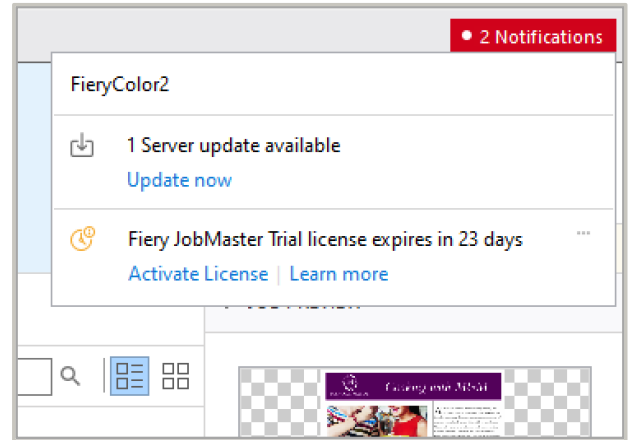 2 Notifications
FieryColor2
1 Server update available
Update now
Fiery JobMaster Trial license expires in 23 days
Activate License | Learn more